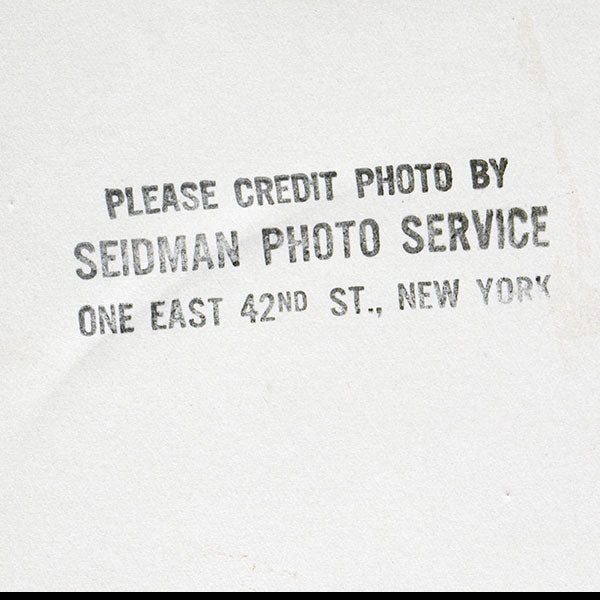 PLEASE CREDIT PHOTO BY
SEIDMAN PHOTO SERVICE
ONE EAST 42ND ST., NEW YORK